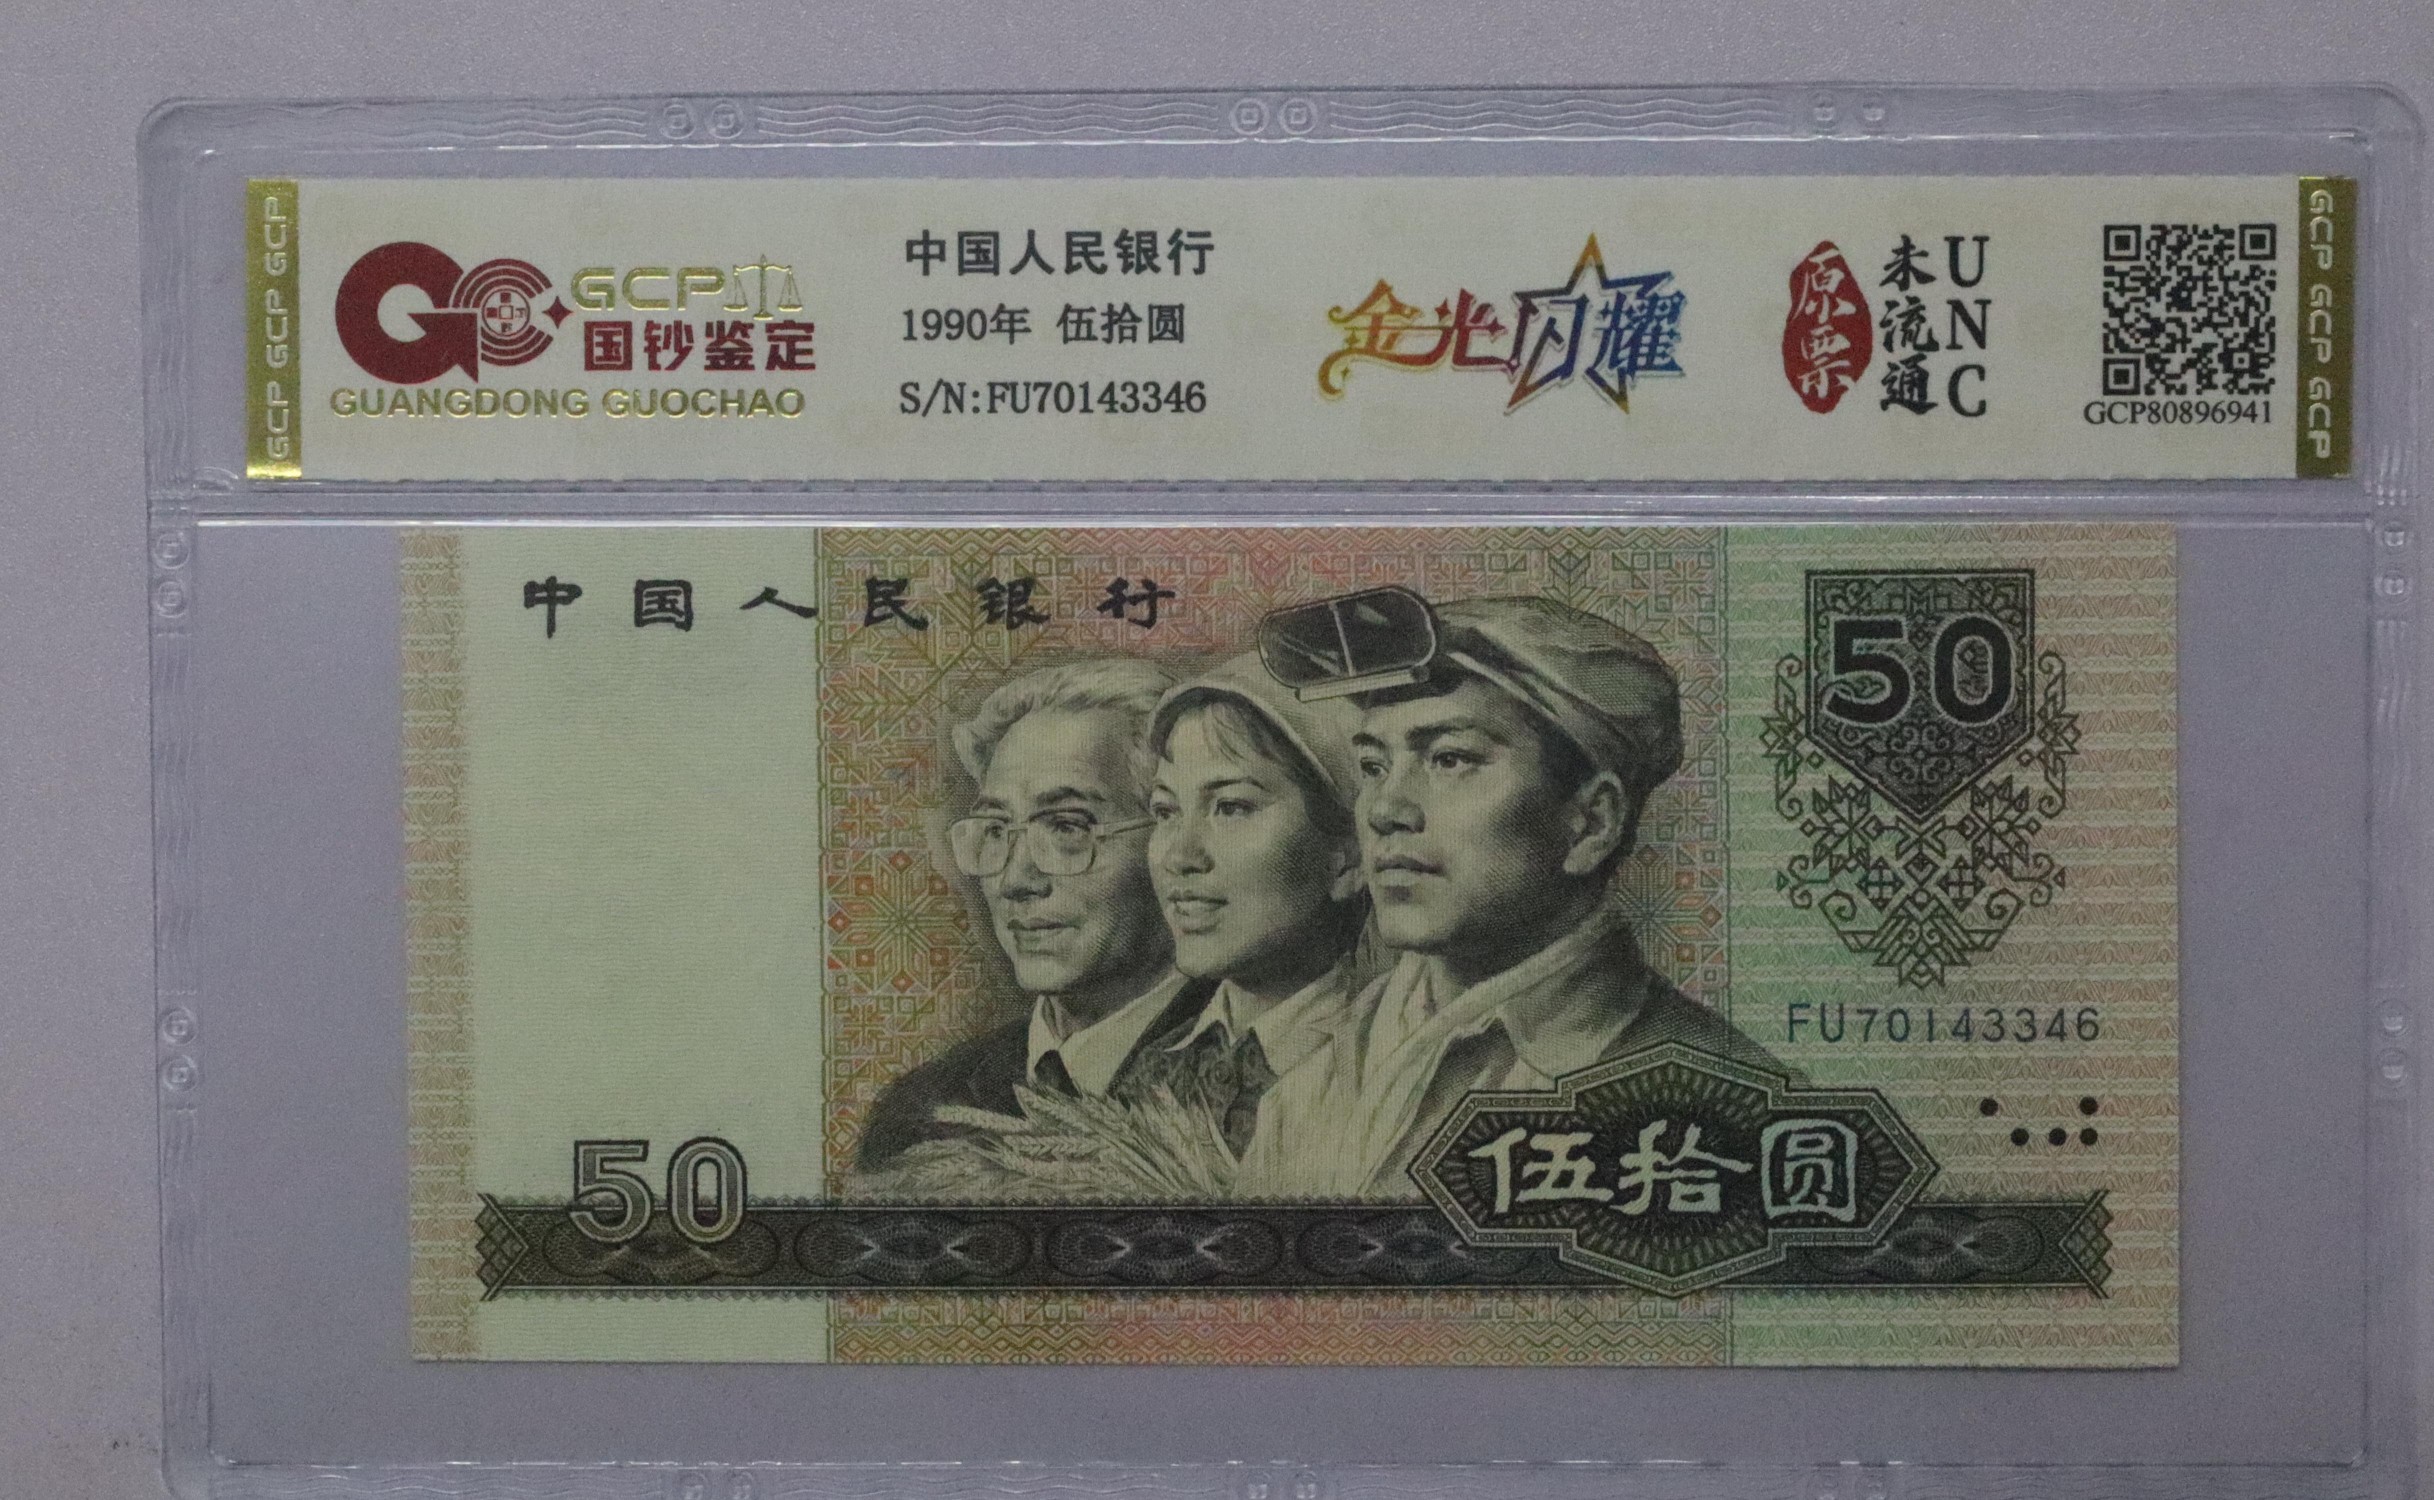 GCP GCP GCP
GCP
国钞鉴定
GUANGDONG GUOCHAO
中国人民银行
1990年 伍拾圆
S/N:FU70143346
金光闪耀
原票
未流通
UNC
GCP80896941
GCP GCP GCP
中国人民银行
50
FU70143346
50
伍拾圆